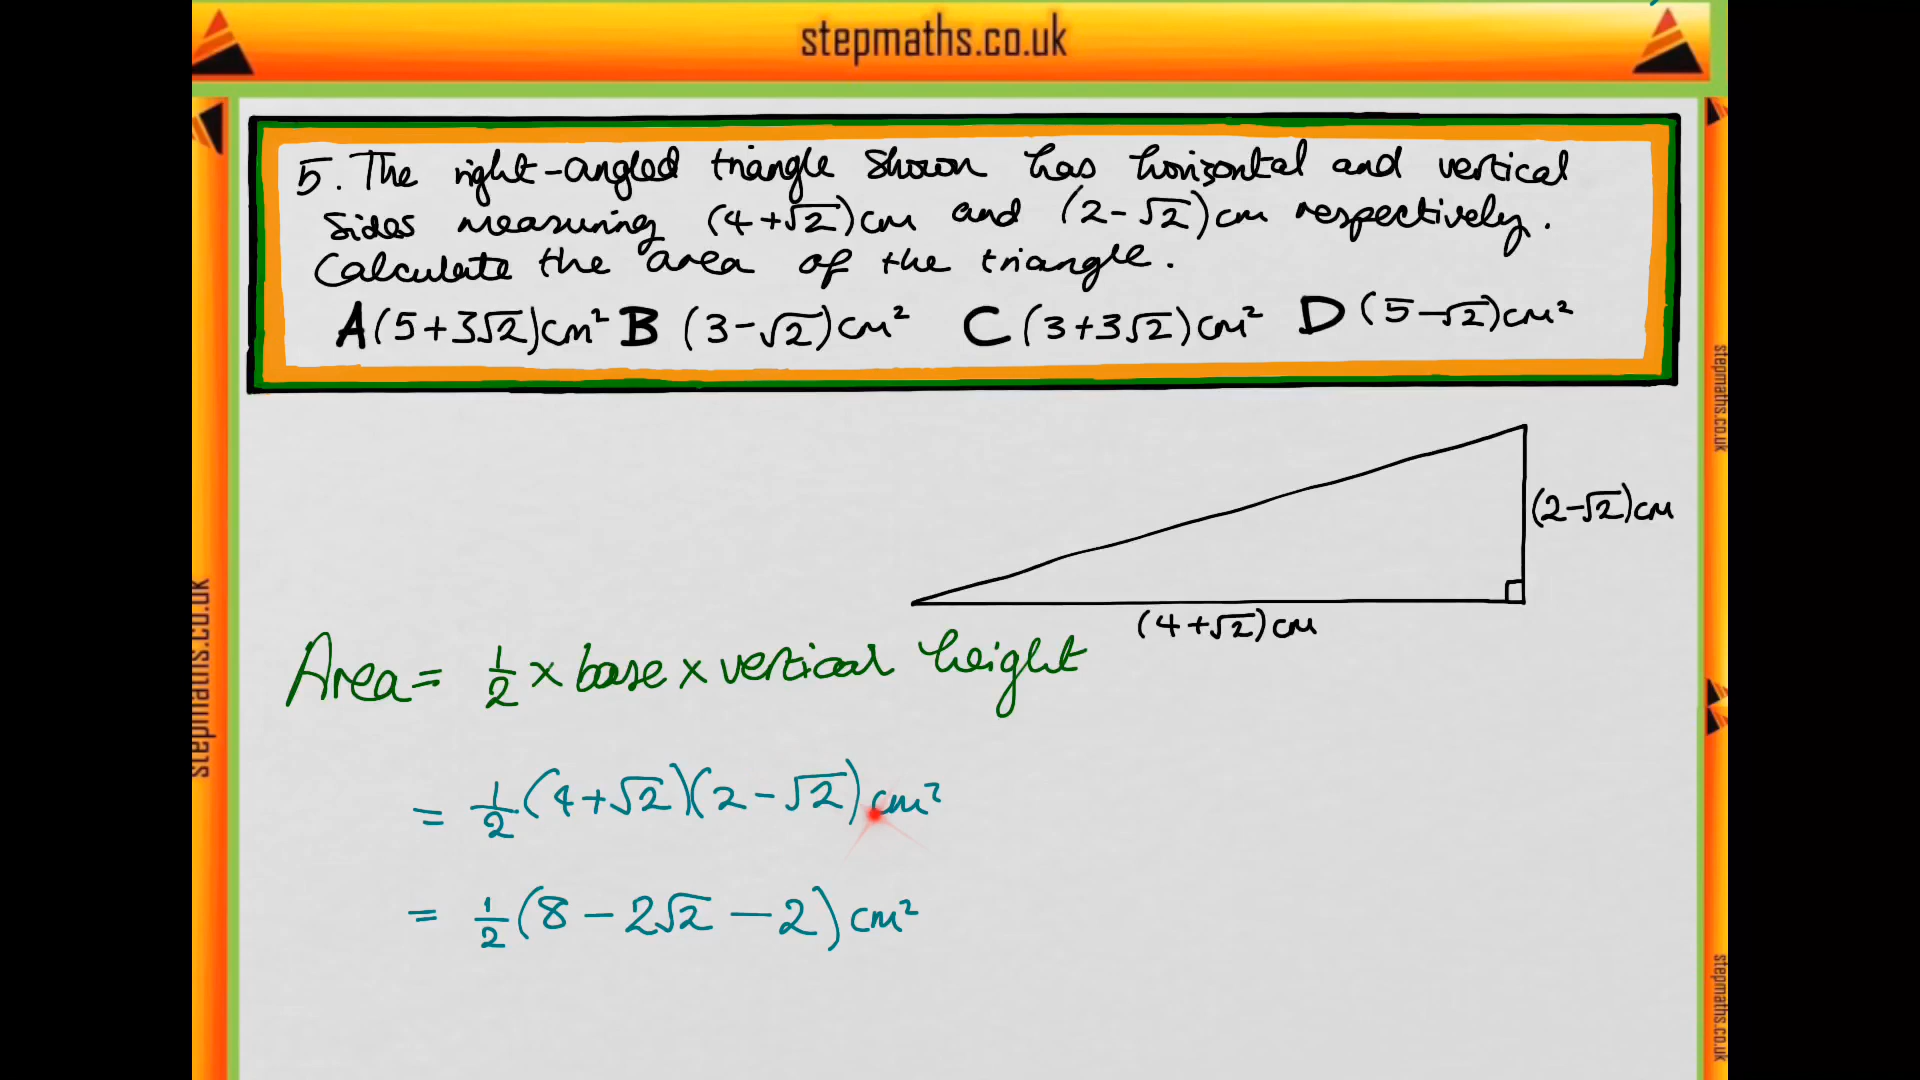 stepmaths.co.uk
5. The right-angled triangle shown has horizontal and vertical
sides measuring (4+√2)cm and (2-√2)cm respectively.
Calculate the area of the triangle.
A (5+3√2)cm² B (3-√2)cm² C (3+3√2)cm² D (5-√2)cm²
(2-√2)cm
(4+√2)cm
Area = 1/2 × base × vertical height
= 1/2 (4+√2)(2-√2) cm²
= 1/2 (8 - 2√2 - 2) cm²
stepmaths.co.uk
stepmaths.co.uk
stepmaths.co.uk